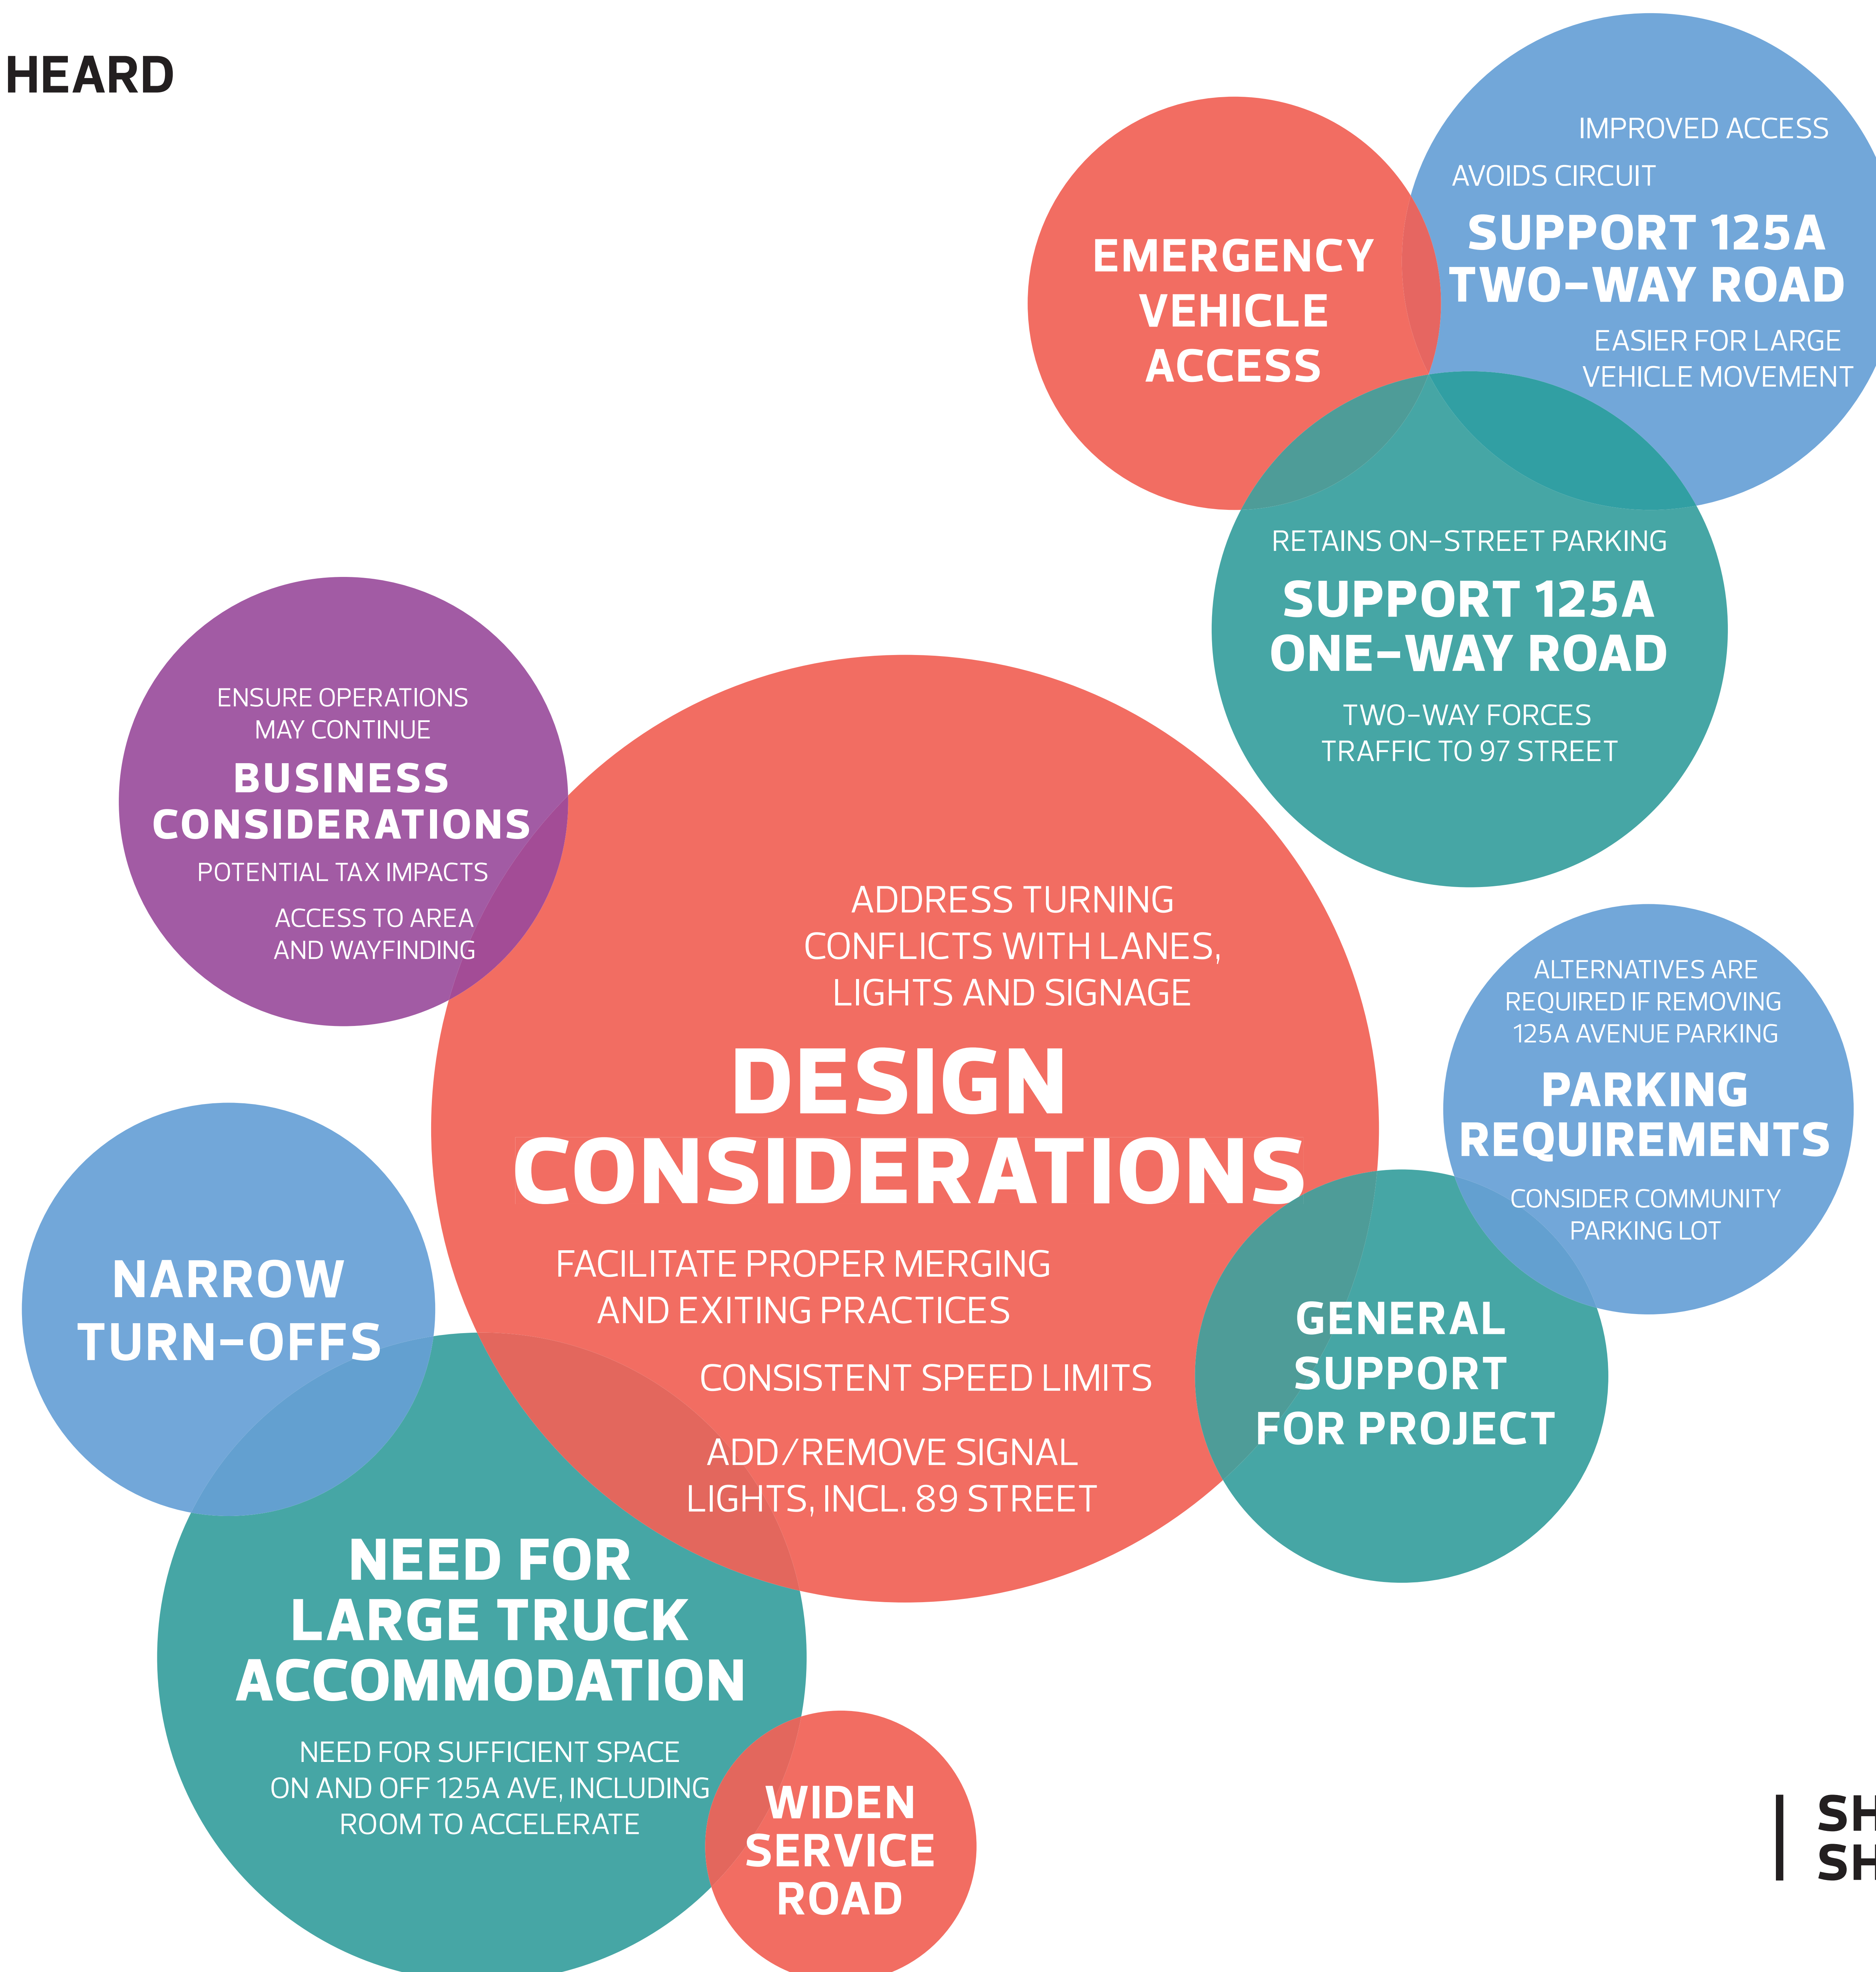 HEARD
IMPROVED ACCESS
AVOIDS CIRCUIT
SUPPORT 125A
TWO-WAY ROAD
EASIER FOR LARGE
VEHICLE MOVEMENT
EMERGENCY
VEHICLE
ACCESS
RETAINS ON-STREET PARKING
SUPPORT 125A
ONE-WAY ROAD
TWO-WAY FORCES
TRAFFIC TO 97 STREET
ENSURE OPERATIONS
MAY CONTINUE
BUSINESS
CONSIDERATIONS
POTENTIAL TAX IMPACTS
ACCESS TO AREA
AND WAYFINDING
ADDRESS TURNING
CONFLICTS WITH LANES,
LIGHTS AND SIGNAGE
DESIGN
CONSIDERATIONS
FACILITATE PROPER MERGING
AND EXITING PRACTICES
CONSISTENT SPEED LIMITS
ADD/REMOVE SIGNAL
LIGHTS, INCL. 89 STREET
ALTERNATIVES ARE
REQUIRED IF REMOVING
125A AVENUE PARKING
PARKING
REQUIREMENTS
CONSIDER COMMUNITY
PARKING LOT
NARROW
TURN-OFFS
GENERAL
SUPPORT
FOR PROJECT
NEED FOR
LARGE TRUCK
ACCOMMODATION
NEED FOR SUFFICIENT SPACE
ON AND OFF 125A AVE, INCLUDING
ROOM TO ACCELERATE
WIDEN
SERVICE
ROAD